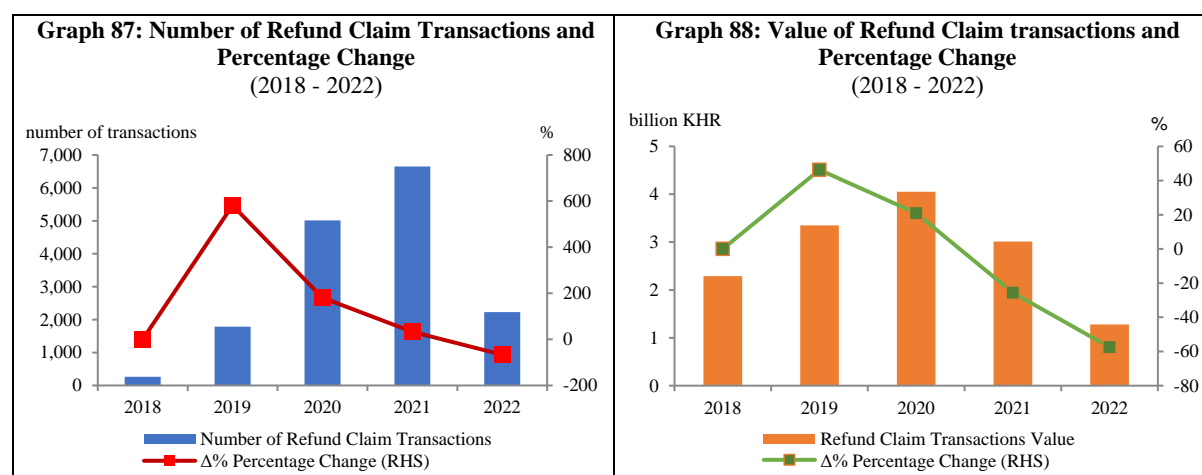 Graph 87: Number of Refund Claim Transactions and
Percentage Change
(2018 - 2022)
number of transactions
%
7,000
6,000
5,000
4,000
3,000
2,000
1,000
0
800
600
400
200
0
-200
2018 2019 2020 2021 2022
Number of Refund Claim Transactions
Δ% Percentage Change (RHS)
Graph 88: Value of Refund Claim transactions and
Percentage Change
(2018 - 2022)
billion KHR
%
5
4
3
2
1
0
60
40
20
0
-20
-40
-60
-80
2018 2019 2020 2021 2022
Refund Claim Transactions Value
Δ% Percentage Change (RHS)